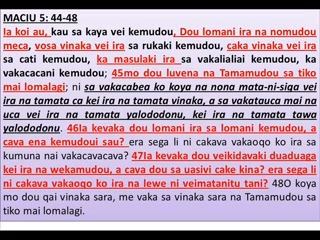 MACIU 5: 44-48
Ia koi au, kau sa kaya vei kemudou, Dou lomani ira na nomudou
meca, vosa vinaka vei ira sa rukaki kemudou, caka vinaka vei ira
sa cati kemudou, ka masulaki ira sa vakalialiai kemudou, ka
vakacacani kemudou; 45mo dou luvena na Tamamudou sa tiko
mai lomalagi; ni sa vakacabea ko koya na nona mata-ni-siga vei
ira na tamata ca kei ira na tamata vinaka, a sa vakatauca mai na
uca vei ira na tamata yalododonu, kei ira na tamata tawa
yalododonu. 46Ia kevaka dou lomani ira sa lomani kemudou, a
cava ena kemudoui sau? era sega li ni cakava vakaoqo ko ira sa
kumuna nai vakacavacava? 47Ia kevaka dou veikidavaki duaduaga
kei ira na wekamudou, a cava dou sa uasivi cake kina? era sega li
ni cakava vakaoqo ko ira na lewe ni veimatanitu tani? 48O koya
mo dou qai vinaka sara, me vaka sa vinaka sara na Tamamudou sa
tiko mai lomalagi.